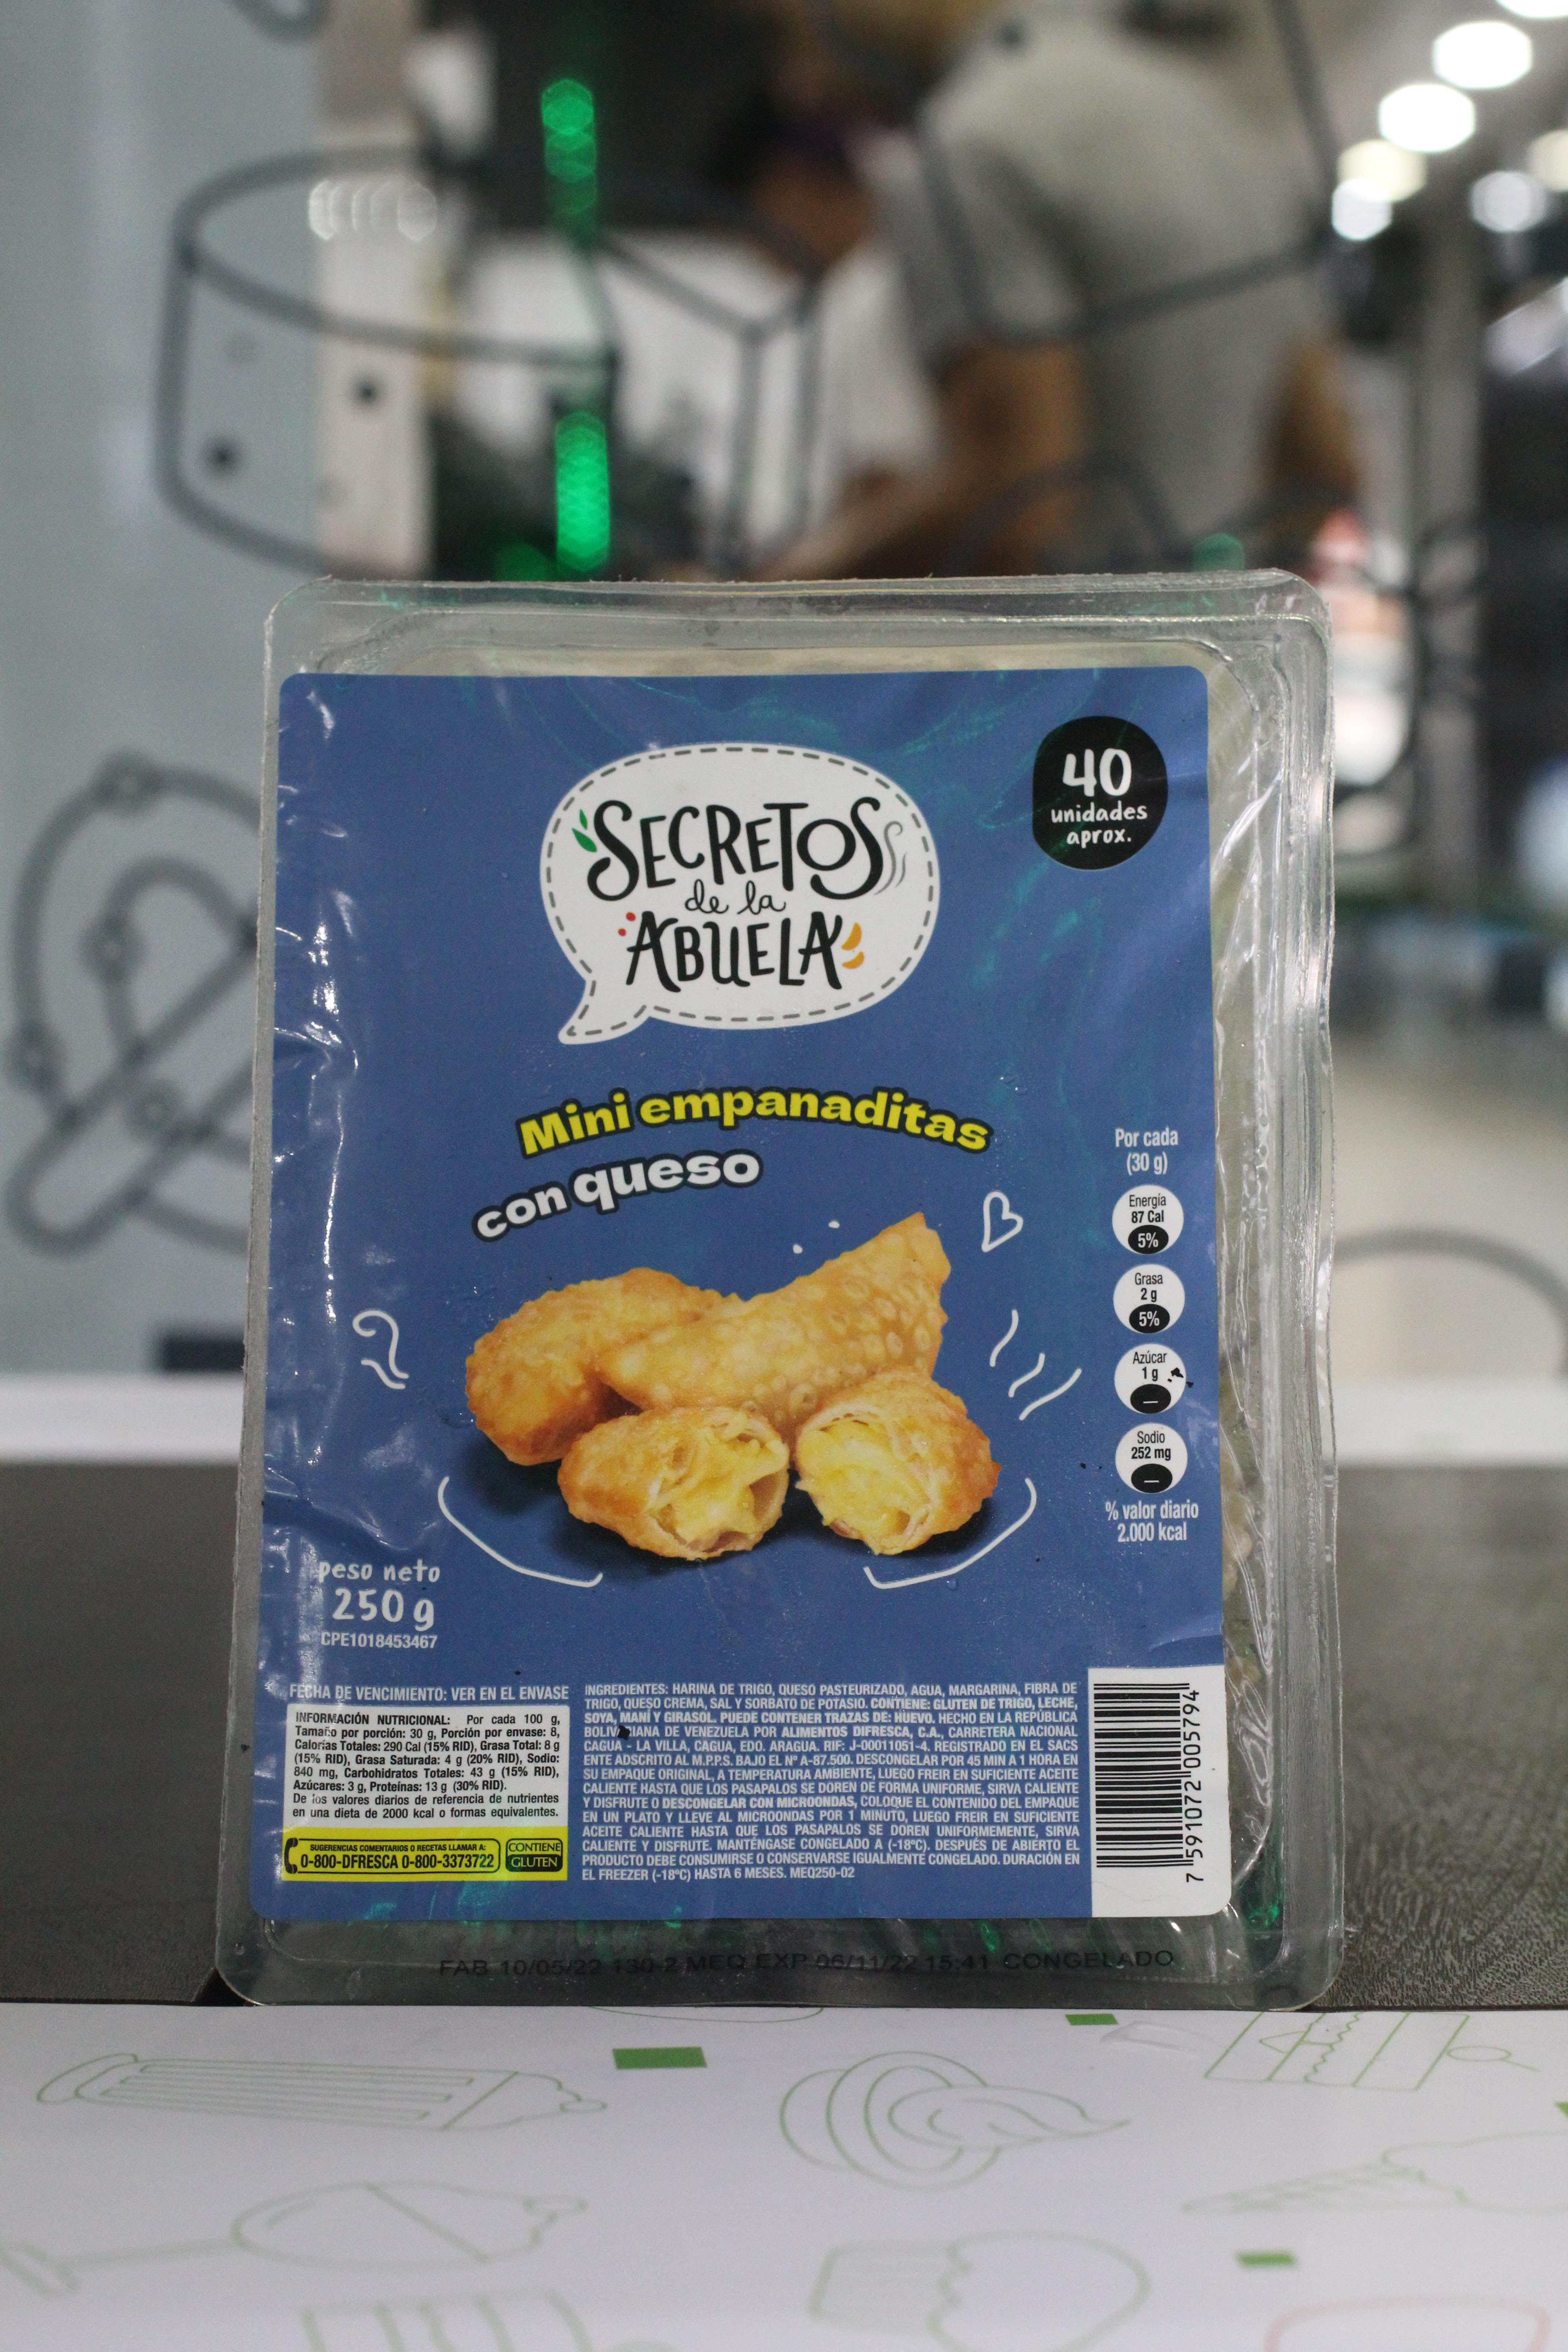 40
unidades
aprox.
SECRETOS
de la
ABUELA
Mini empanaditas
con queso
Por cada
(30 g)
Energía
87 Cal
5%
Grasa
2 g
5%
Azúcar
1 g
—
Sodio
252 mg
—
% valor diario
2.000 kcal
peso neto
250 g
CPE1018453467
FECHA DE VENCIMIENTO: VER EN EL ENVASE
INFORMACIÓN NUTRICIONAL: Por cada 100 g,
Tamaño por porción: 30 g, Porción por envase: 8,
Calorías Totales: 290 Cal (15% RID), Grasa Total: 8 g
(15% RID), Grasa Saturada: 4 g (20% RID), Sodio:
840 mg, Carbohidratos Totales: 43 g (15% RID),
Azúcares: 3 g, Proteínas: 13 g (30% RID).
De los valores diarios de referencia de nutrientes
en una dieta de 2000 kcal o formas equivalentes.
SUGERENCIAS COMENTARIOS O RECETAS LLAMAR A:
0-800-DFRESCA 0-800-3373722
CONTIENE
GLUTEN
INGREDIENTES: HARINA DE TRIGO, QUESO PASTEURIZADO, AGUA, MARGARINA, FIBRA DE
TRIGO, QUESO CREMA, SAL Y SORBATO DE POTASIO. CONTIENE: GLUTEN DE TRIGO, LECHE,
SOYA, MANÍ Y GIRASOL. PUEDE CONTENER TRAZAS DE: HUEVO. HECHO EN LA REPÚBLICA
BOLIVARIANA DE VENEZUELA POR ALIMENTOS DIFRESCA, C.A., CARRETERA NACIONAL
CAGUA - LA VILLA, CAGUA, EDO. ARAGUA. RIF: J-00011051-4. REGISTRADO EN EL SACS
ENTE ADSCRITO AL M.P.P.S. BAJO EL Nº A-87.500. DESCONGELAR POR 45 MIN A 1 HORA EN
SU EMPAQUE ORIGINAL, A TEMPERATURA AMBIENTE, LUEGO FREIR EN SUFICIENTE ACEITE
CALIENTE HASTA QUE LOS PASAPALOS SE DOREN DE FORMA UNIFORME, SIRVA CALIENTE
Y DISFRUTE O DESCONGELAR CON MICROONDAS, COLOQUE EL CONTENIDO DEL EMPAQUE
EN UN PLATO Y LLEVE AL MICROONDAS POR 1 MINUTO, LUEGO FREIR EN SUFICIENTE
ACEITE CALIENTE HASTA QUE LOS PASAPALOS SE DOREN UNIFORMEMENTE, SIRVA
CALIENTE Y DISFRUTE. MANTÉNGASE CONGELADO A (-18ºC). DESPUÉS DE ABIERTO EL
PRODUCTO DEBE CONSUMIRSE O CONSERVARSE IGUALMENTE CONGELADO. DURACIÓN EN
EL FREEZER (-18ºC) HASTA 6 MESES. MEQ250-02
7 591072 005794
FAB 10/05/22 130-2 MEQ EXP 06/11/22 15:41 CONGELADO